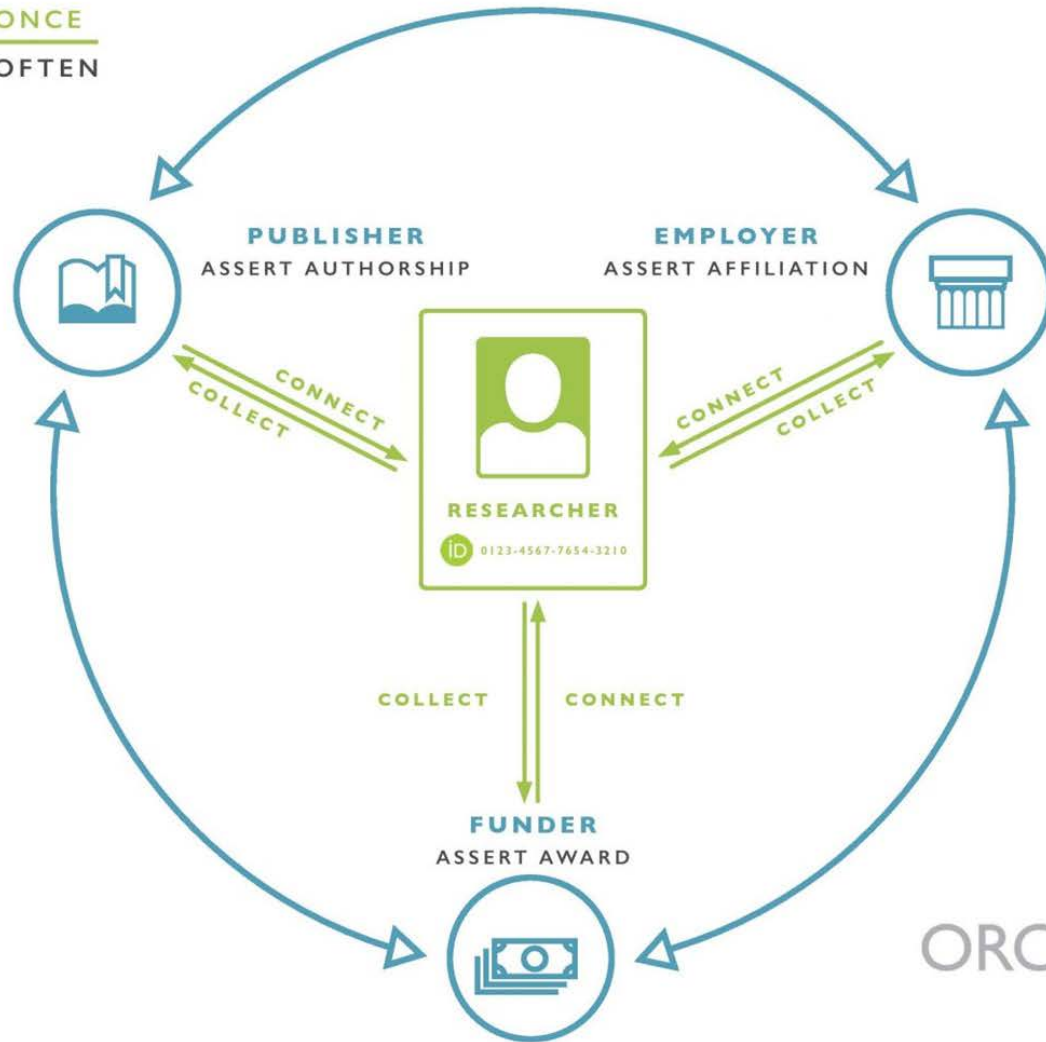 ONCE
OFTEN
PUBLISHER
ASSERT AUTHORSHIP
EMPLOYER
ASSERT AFFILIATION
CONNECT
COLLECT
CONNECT
COLLECT
RESEARCHER
iD 0123-4567-7654-3210
COLLECT
CONNECT
FUNDER
ASSERT AWARD
ORC